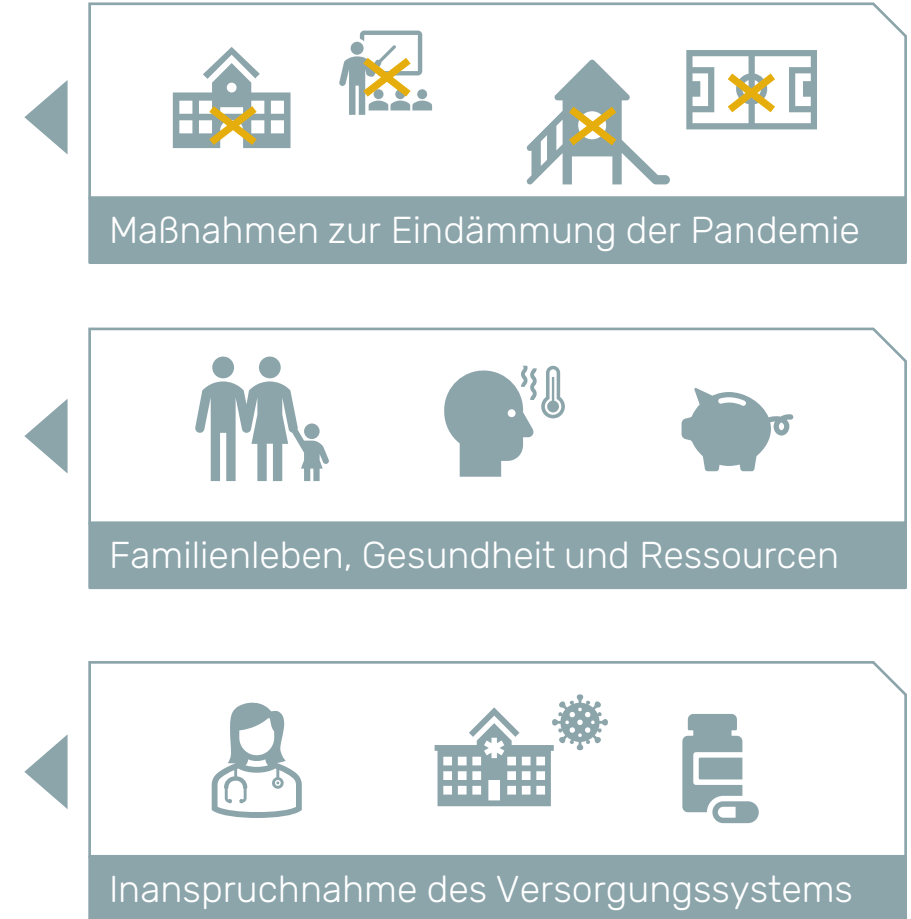 Maßnahmen zur Eindämmung der Pandemie
Familienleben, Gesundheit und Ressourcen
Inanspruchnahme des Versorgungssystems